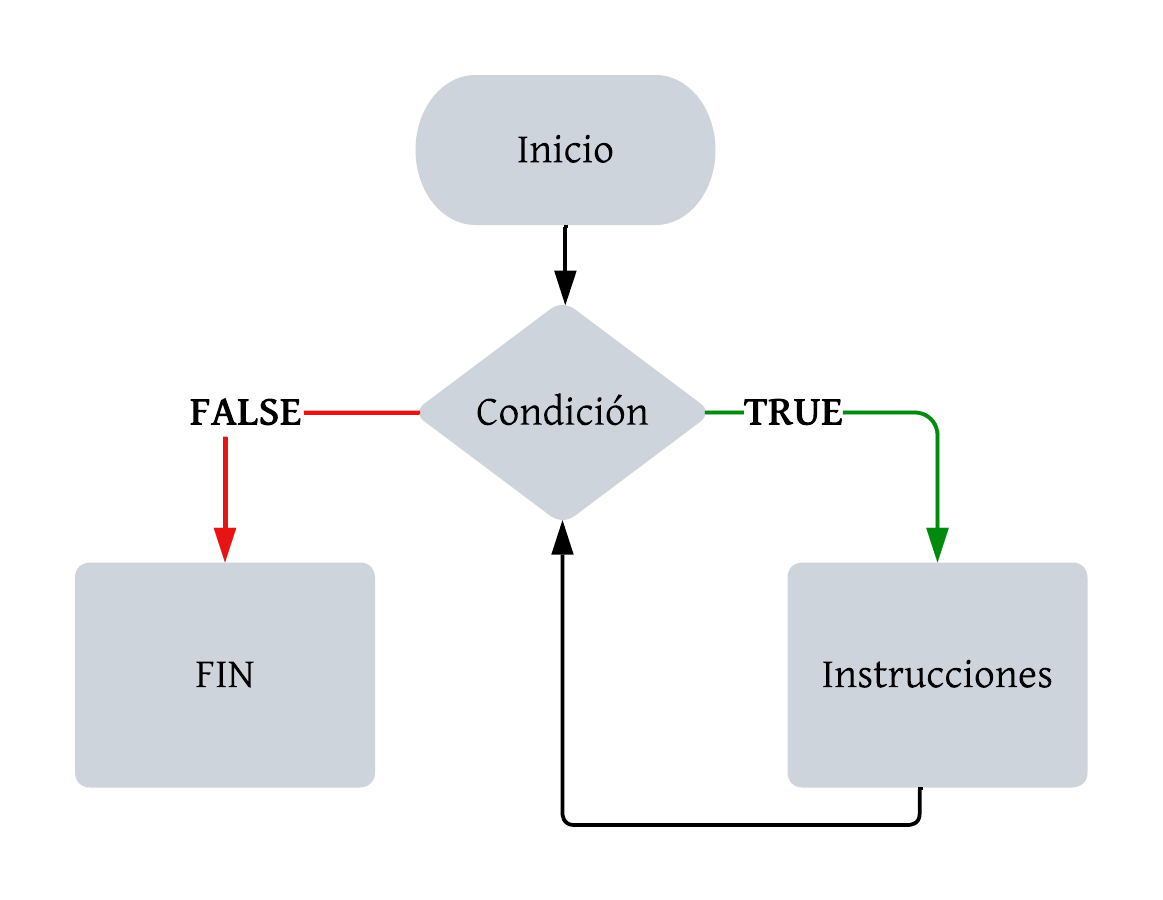 Inicio
FALSE
Condición
TRUE
FIN
Instrucciones